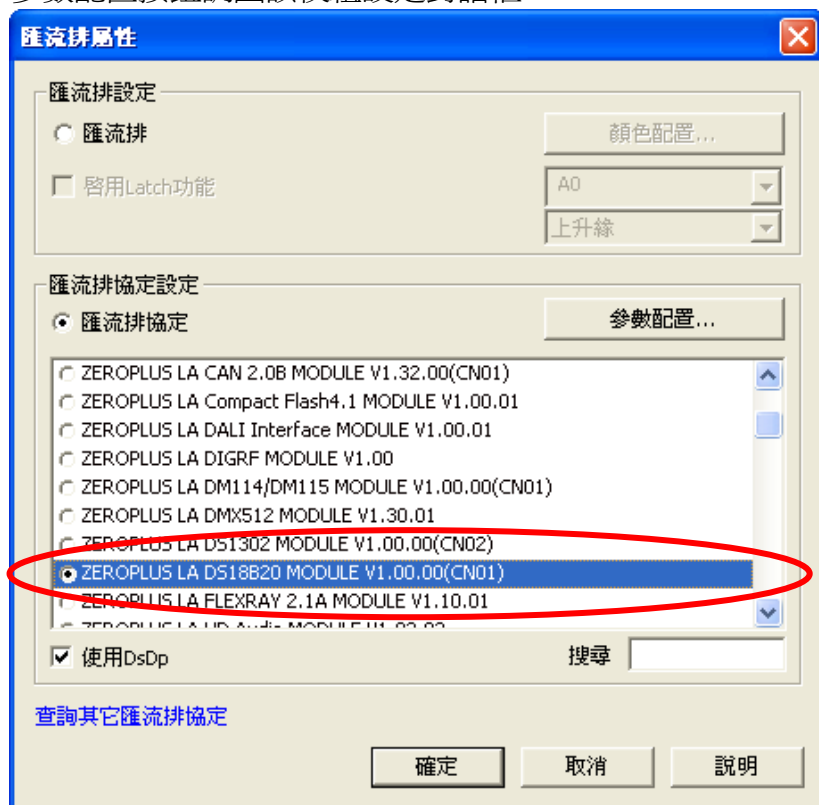 匯流排屬性
匯流排設定
匯流排
顏色配置...
啓用Latch功能
A0
上升緣
匯流排協定設定
匯流排協定
參數配置...
ZEROPLUS LA CAN 2.0B MODULE V1.32.00(CN01)
ZEROPLUS LA Compact Flash4.1 MODULE V1.00.01
ZEROPLUS LA DALI Interface MODULE V1.00.01
ZEROPLUS LA DIGRF MODULE V1.00
ZEROPLUS LA DM114/DM115 MODULE V1.00.00(CN01)
ZEROPLUS LA DMX512 MODULE V1.30.01
ZEROPLUS LA DS1302 MODULE V1.00.00(CN02)
ZEROPLUS LA DS18B20 MODULE V1.00.00(CN01)
ZEROPLUS LA FLEXRAY 2.1A MODULE V1.10.01
使用DsDp
搜尋
查詢其它匯流排協定
確定
取消
說明